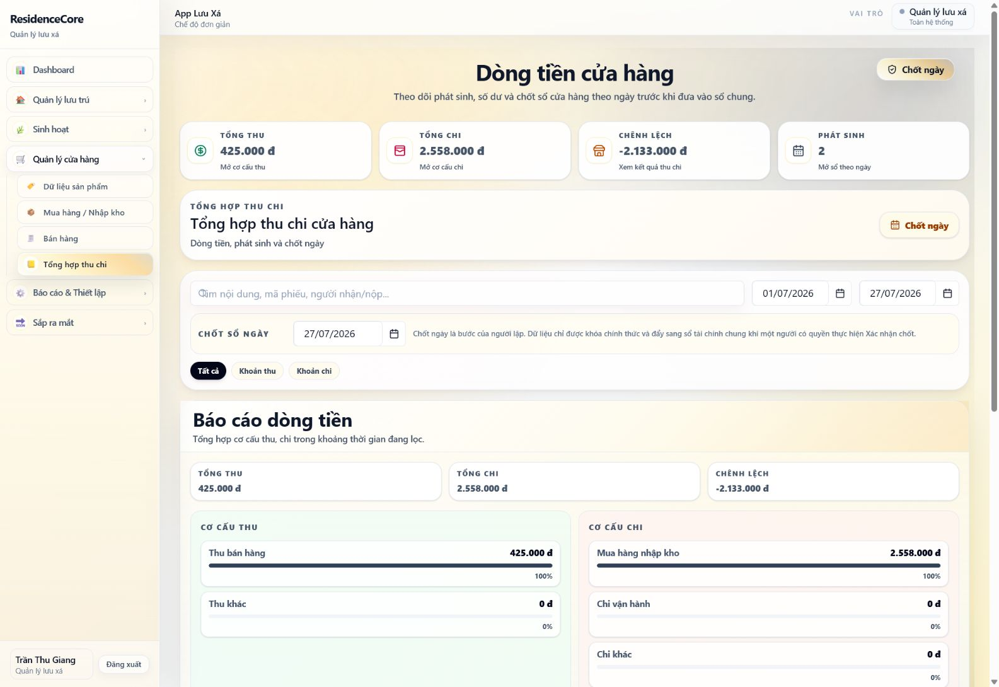 ResidenceCore
Quản lý lưu xá
Dashboard
Quản lý lưu trú
Sinh hoạt
Quản lý cửa hàng
Dữ liệu sản phẩm
Mua hàng / Nhập kho
Bán hàng
Tổng hợp thu chi
Báo cáo & Thiết lập
Sắp ra mắt
Trần Thu Giang
Quản lý lưu xá
Đăng xuất
App Lưu Xá
Chế độ đơn giản
VAI TRÒ
Quản lý lưu xá
Toàn hệ thống
Dòng tiền cửa hàng
Theo dõi phát sinh, số dư và chốt sổ cửa hàng theo ngày trước khi đưa vào sổ chung.
Chốt ngày
TỔNG THU
425.000 đ
Mở cơ cấu thu
TỔNG CHI
2.558.000 đ
Mở cơ cấu chi
CHÊNH LỆCH
-2.133.000 đ
Xem kết quả thu chi
PHÁT SINH
2
Mở sổ theo ngày
TỔNG HỢP THU CHI
Tổng hợp thu chi cửa hàng
Dòng tiền, phát sinh và chốt ngày
Chốt ngày
Tìm nội dung, mã phiếu, người nhận/nộp...
01/07/2026
27/07/2026
CHỐT SỔ NGÀY
27/07/2026
Chốt ngày là bước của người lập. Dữ liệu chỉ được khóa chính thức và đẩy sang sổ tài chính chung khi một người có quyền thực hiện Xác nhận chốt.
Tất cả
Khoản thu
Khoản chi
Báo cáo dòng tiền
Tổng hợp cơ cấu thu, chi trong khoảng thời gian đang lọc.
TỔNG THU
425.000 đ
TỔNG CHI
2.558.000 đ
CHÊNH LỆCH
-2.133.000 đ
CƠ CẤU THU
Thu bán hàng
425.000 đ
100%
Thu khác
0 đ
0%
CƠ CẤU CHI
Mua hàng nhập kho
2.558.000 đ
100%
Chi vận hành
0 đ
0%
Chi khác
0 đ
0%